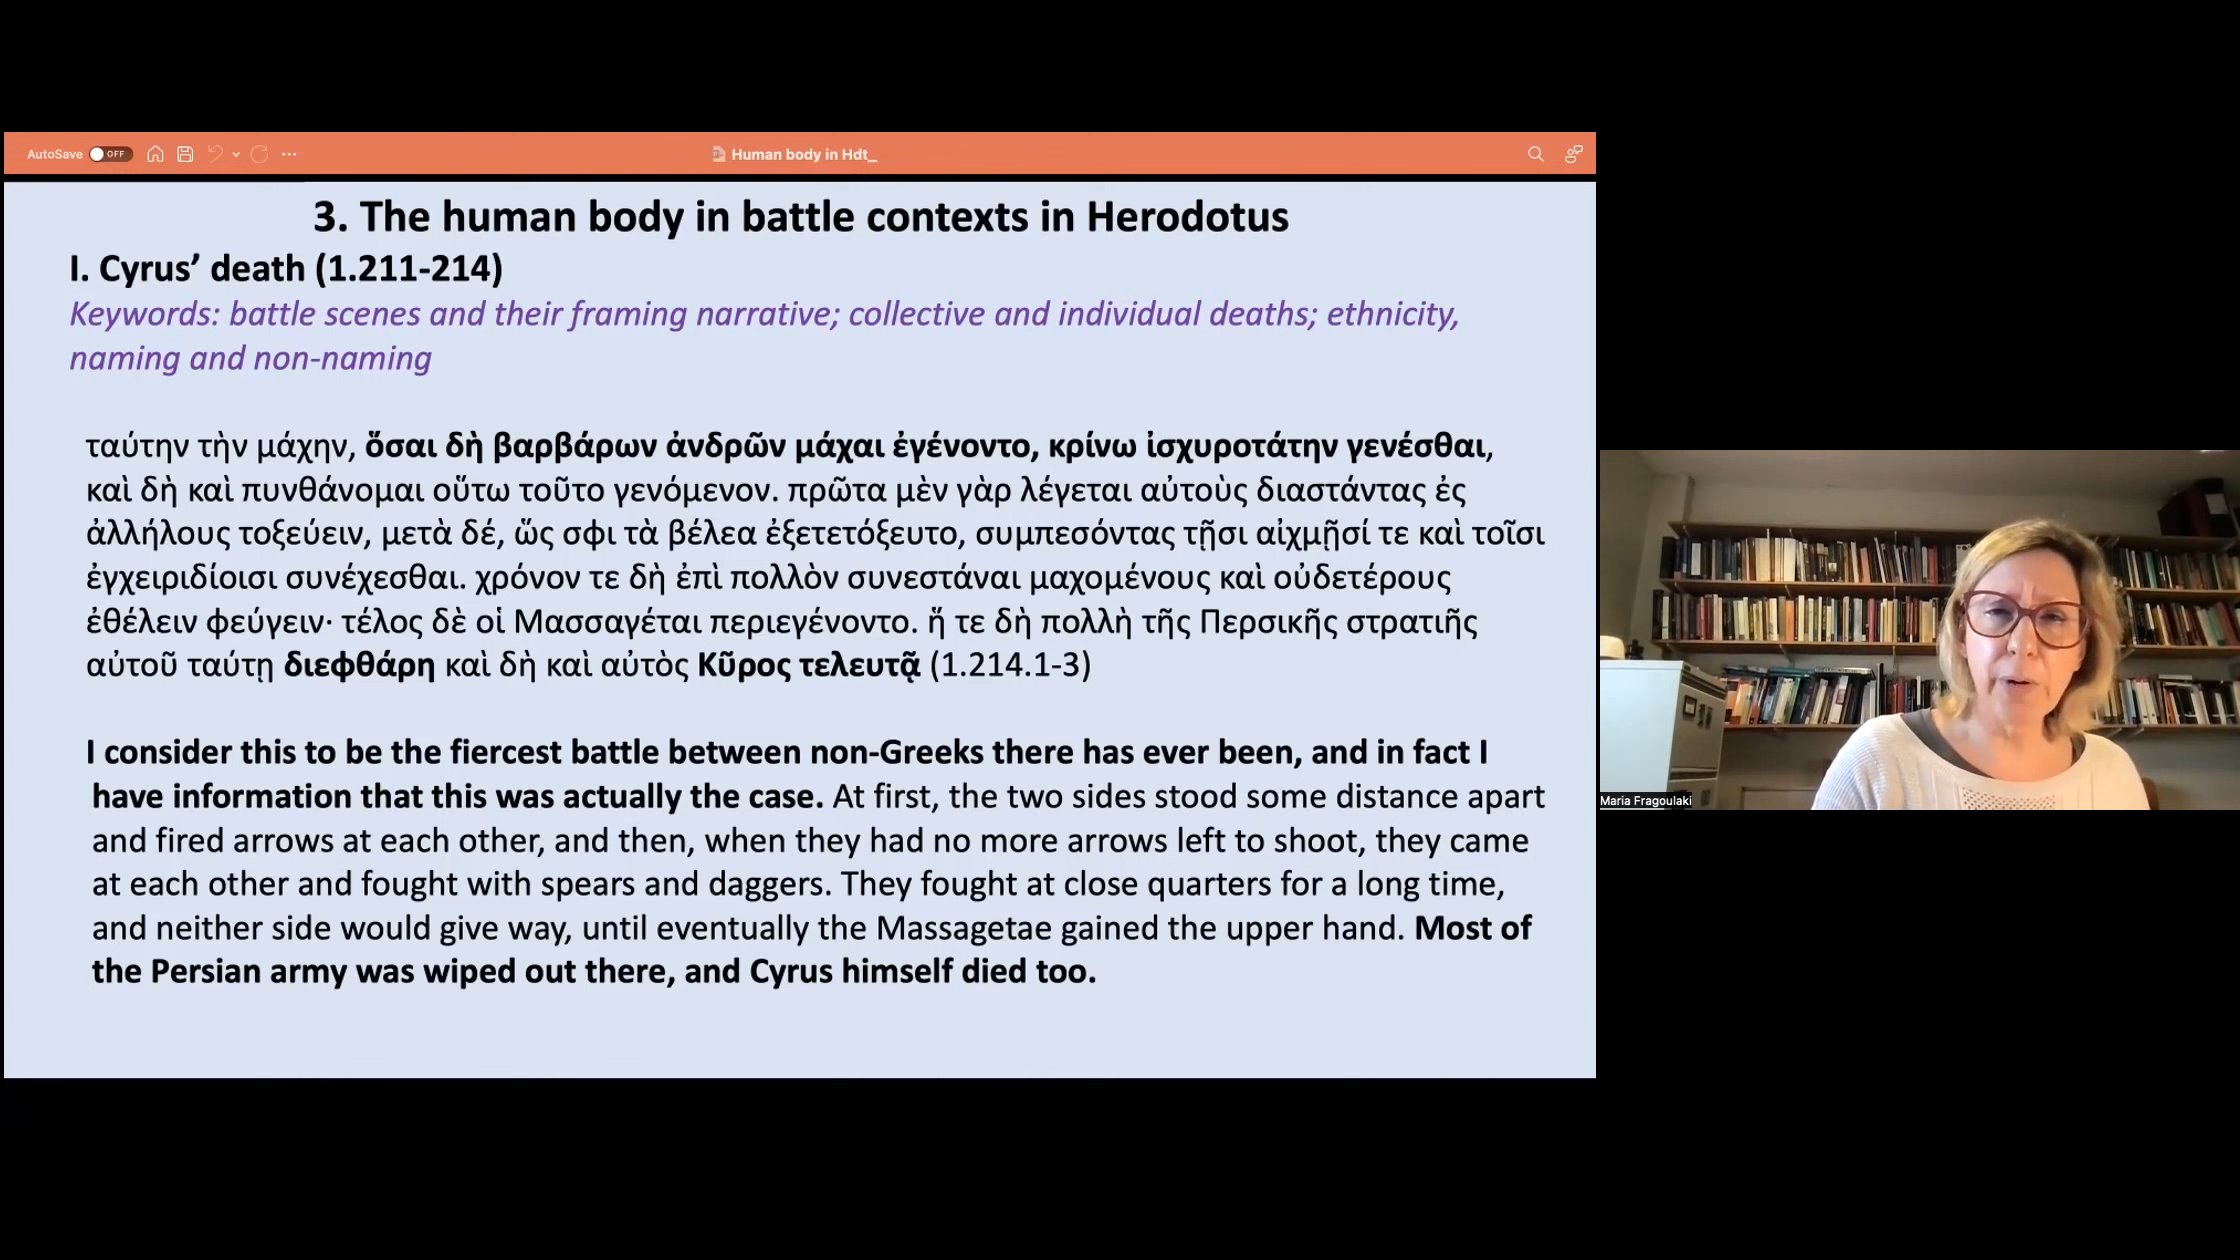 AutoSave OFF
Human body in Hdt_
3. The human body in battle contexts in Herodotus
I. Cyrus’ death (1.211-214)
Keywords: battle scenes and their framing narrative; collective and individual deaths; ethnicity,
naming and non-naming
ταύτην τὴν μάχην, ὅσαι δὴ βαρβάρων ἀνδρῶν μάχαι ἐγένοντο, κρίνω ἰσχυροτάτην γενέσθαι,
καὶ δὴ καὶ πυνθάνομαι οὕτω τοῦτο γενόμενον. πρῶτα μὲν γὰρ λέγεται αὐτοὺς διαστάντας ἐς
ἀλλήλους τοξεύειν, μετὰ δέ, ὥς σφι τὰ βέλεα ἐξετετόξευτο, συμπεσόντας τῇσι αἰχμῇσί τε καὶ τοῖσι
ἐγχειριδίοισι συνέχεσθαι. χρόνον τε δὴ ἐπὶ πολλὸν συνεστάναι μαχομένους καὶ οὐδετέρους
ἐθέλειν φεύγειν· τέλος δὲ οἱ Μασσαγέται περιεγένοντο. ἥ τε δὴ πολλὴ τῆς Περσικῆς στρατιῆς
αὐτοῦ ταύτῃ διεφθάρη καὶ δὴ καὶ αὐτὸς Κῦρος τελευτᾷ (1.214.1-3)
I consider this to be the fiercest battle between non-Greeks there has ever been, and in fact I
have information that this was actually the case. At first, the two sides stood some distance apart
and fired arrows at each other, and then, when they had no more arrows left to shoot, they came
at each other and fought with spears and daggers. They fought at close quarters for a long time,
and neither side would give way, until eventually the Massagetae gained the upper hand. Most of
the Persian army was wiped out there, and Cyrus himself died too.
Maria Fragoulaki